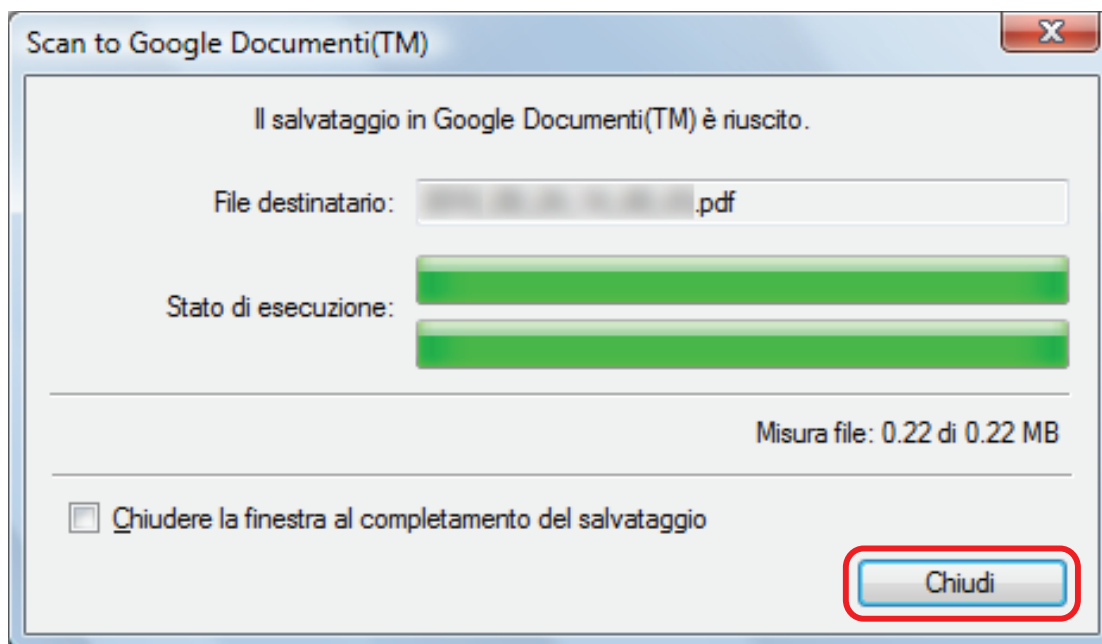 Scan to Google Documenti(TM)
Il salvataggio in Google Documenti(TM) è riuscito.
File destinatario: .pdf
Stato di esecuzione:
Misura file: 0.22 di 0.22 MB
Chiudere la finestra al completamento del salvataggio
Chiudi